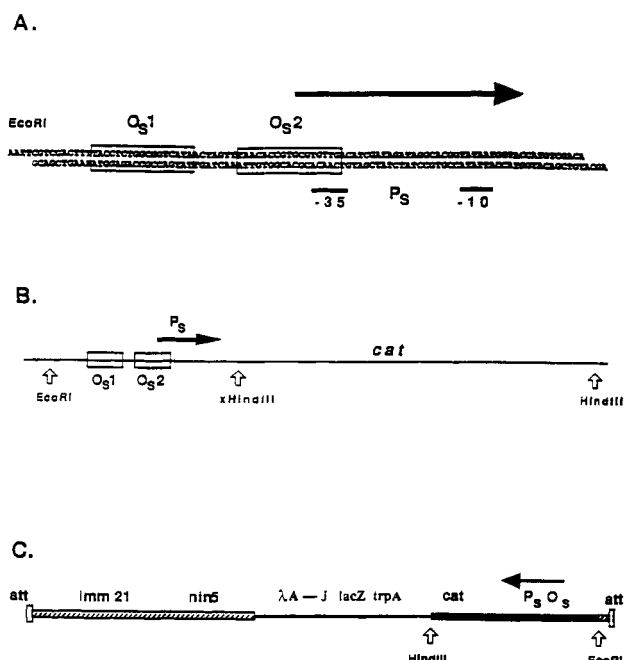 A.
EcoRI
Os1
Os2
-35
Ps
-10
B.
Ps
cat
Os1
Os2
EcoRI
xHindIII
HindIII
C.
att
imm 21
nin5
λA — J
lacZ
trpA
cat
Ps
Os
att
HindIII
EcoRI